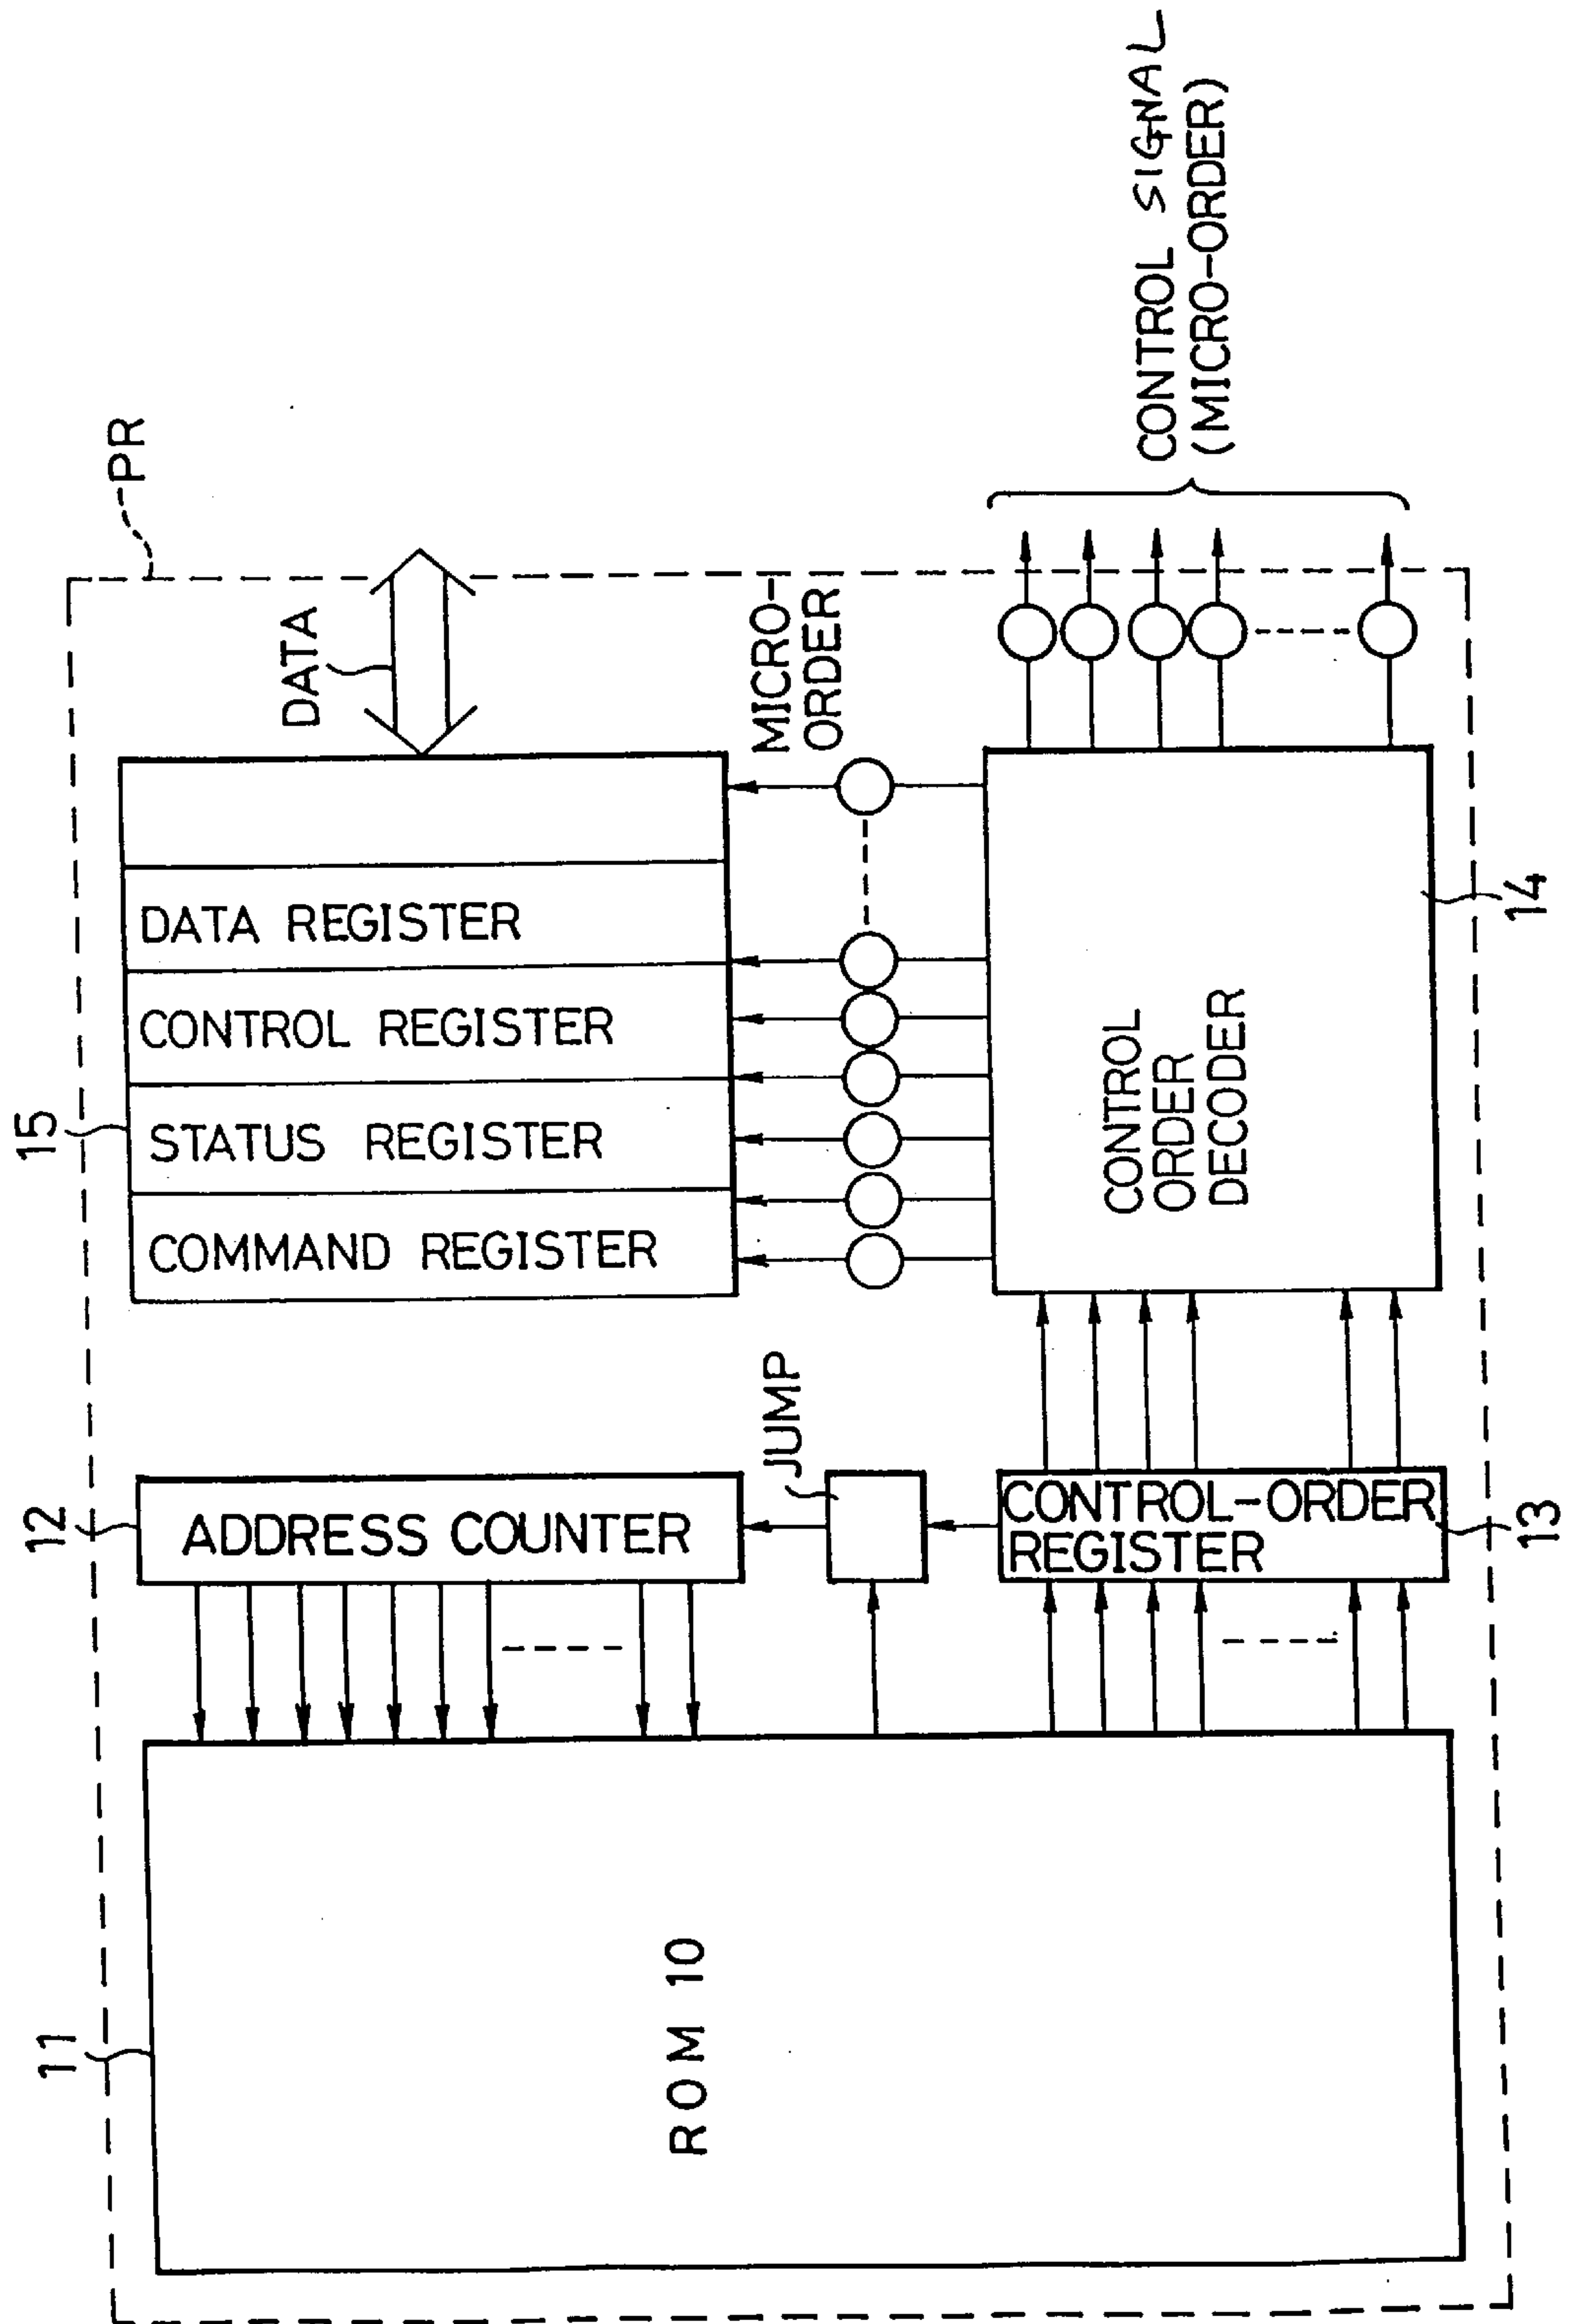 PR
DATA
MICRO-
ORDER
CONTROL SIGNAL
(MICRO-ORDER)
15
DATA REGISTER
CONTROL REGISTER
STATUS REGISTER
COMMAND REGISTER
CONTROL
ORDER
DECODER
14
12
ADDRESS COUNTER
JUMP
CONTROL-ORDER
REGISTER
13
11
ROM 10